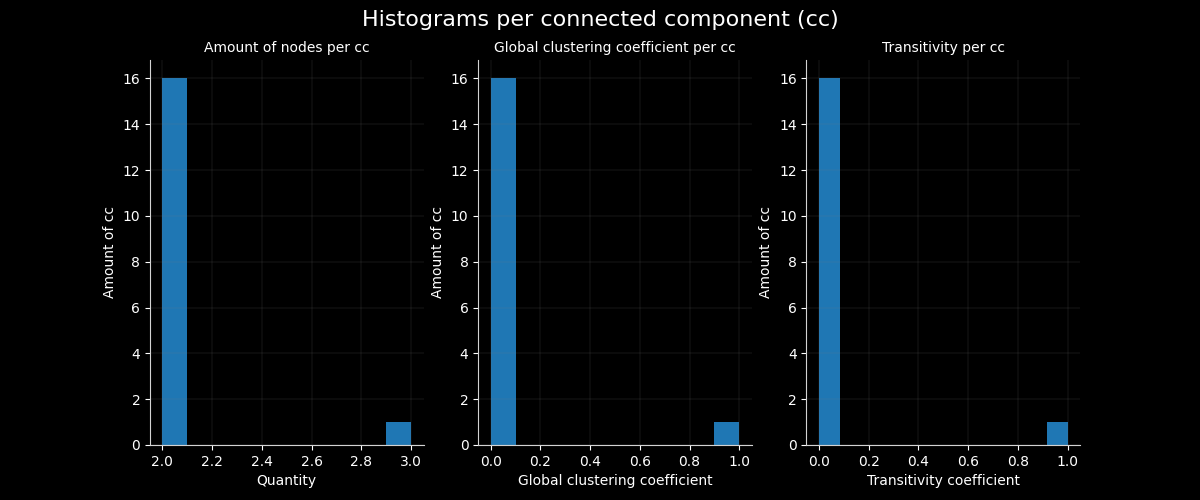 Histograms per connected component (cc)
Amount of nodes per cc
Global clustering coefficient per cc
Transitivity per cc
Amount of cc
16
14
12
10
8
6
4
2
0
2.0 2.2 2.4 2.6 2.8 3.0
Quantity
Amount of cc
16
14
12
10
8
6
4
2
0
0.0 0.2 0.4 0.6 0.8 1.0
Global clustering coefficient
Amount of cc
16
14
12
10
8
6
4
2
0
0.0 0.2 0.4 0.6 0.8 1.0
Transitivity coefficient